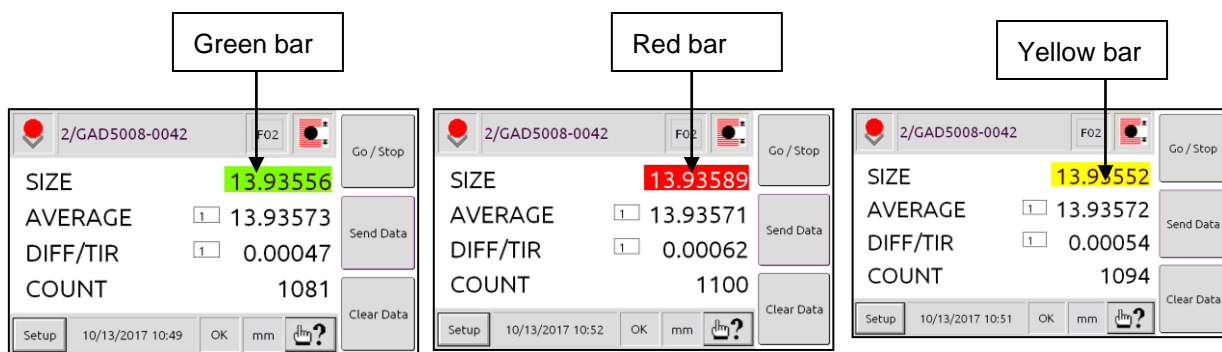 Green bar
Red bar
Yellow bar
2/GAD5008-0042 F02
Go / Stop
SIZE 13.93556
AVERAGE 1 13.93573
Send Data
DIFF/TIR 1 0.00047
COUNT 1081
Clear Data
Setup 10/13/2017 10:49 OK mm ?
2/GAD5008-0042 F02
Go / Stop
SIZE 13.93589
AVERAGE 1 13.93571
Send Data
DIFF/TIR 1 0.00062
COUNT 1100
Clear Data
Setup 10/13/2017 10:52 OK mm ?
2/GAD5008-0042 F02
Go / Stop
SIZE 13.93552
AVERAGE 1 13.93572
Send Data
DIFF/TIR 1 0.00054
COUNT 1094
Clear Data
Setup 10/13/2017 10:51 OK mm ?